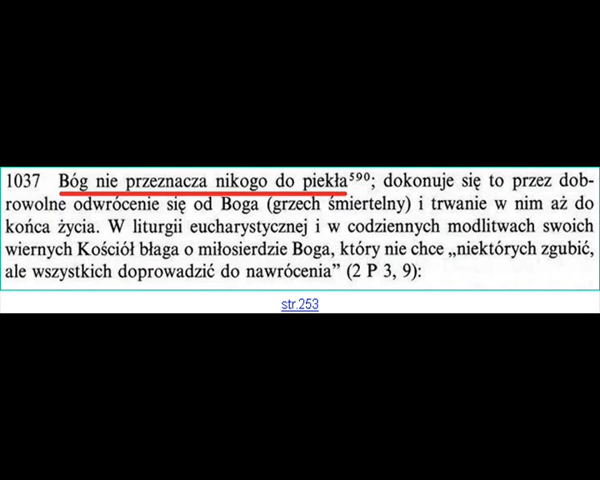 1037 Bóg nie przeznacza nikogo do piekła⁵⁹⁰; dokonuje się to przez dob-
rowolne odwrócenie się od Boga (grzech śmiertelny) i trwanie w nim aż do
końca życia. W liturgii eucharystycznej i w codziennych modlitwach swoich
wiernych Kościół błaga o miłosierdzie Boga, który nie chce „niektórych zgubić,
ale wszystkich doprowadzić do nawrócenia” (2 P 3, 9):
str.253